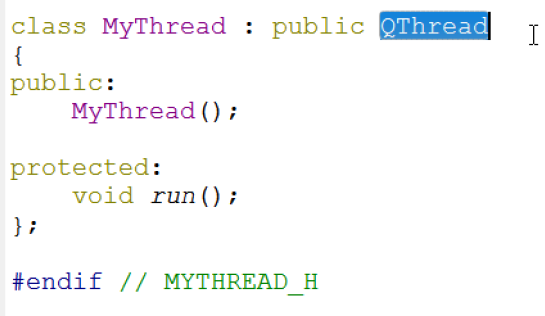 class MyThread : public QThread
{
public:
    MyThread();

protected:
    void run();
};

#endif // MYTHREAD_H